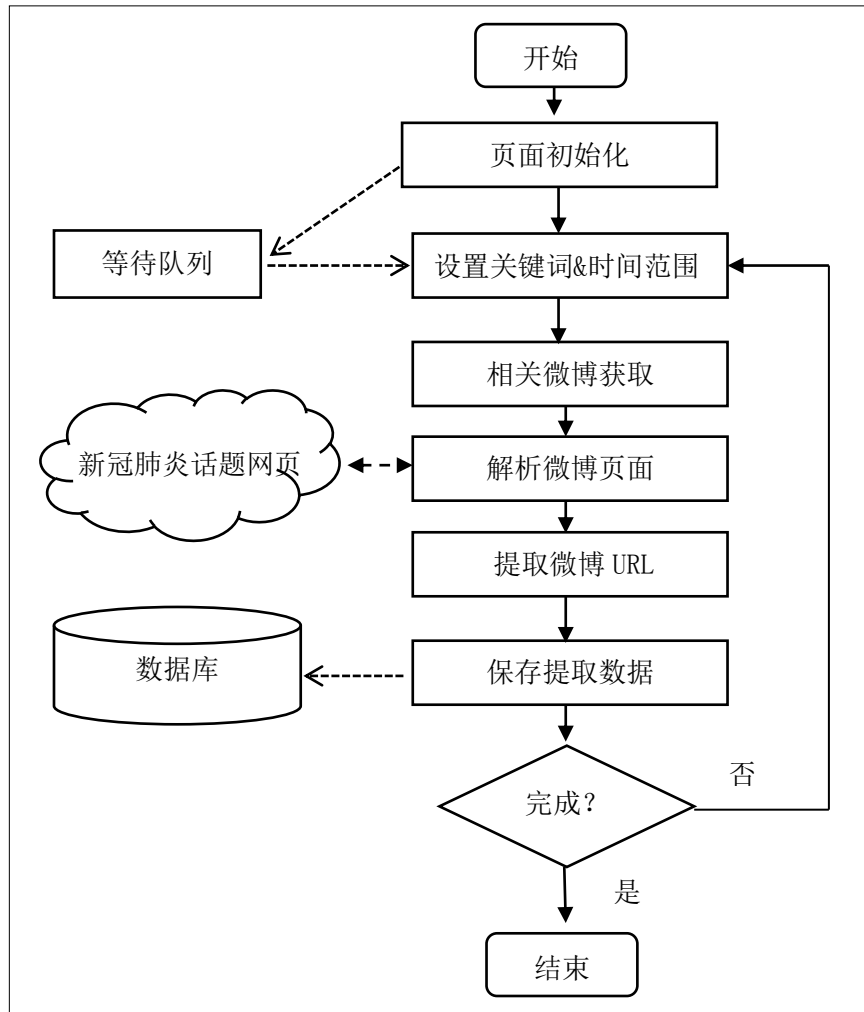 开始
页面初始化
等待队列
设置关键词&时间范围
相关微博获取
新冠肺炎话题网页
解析微博页面
提取微博 URL
数据库
保存提取数据
完成?
否
是
结束